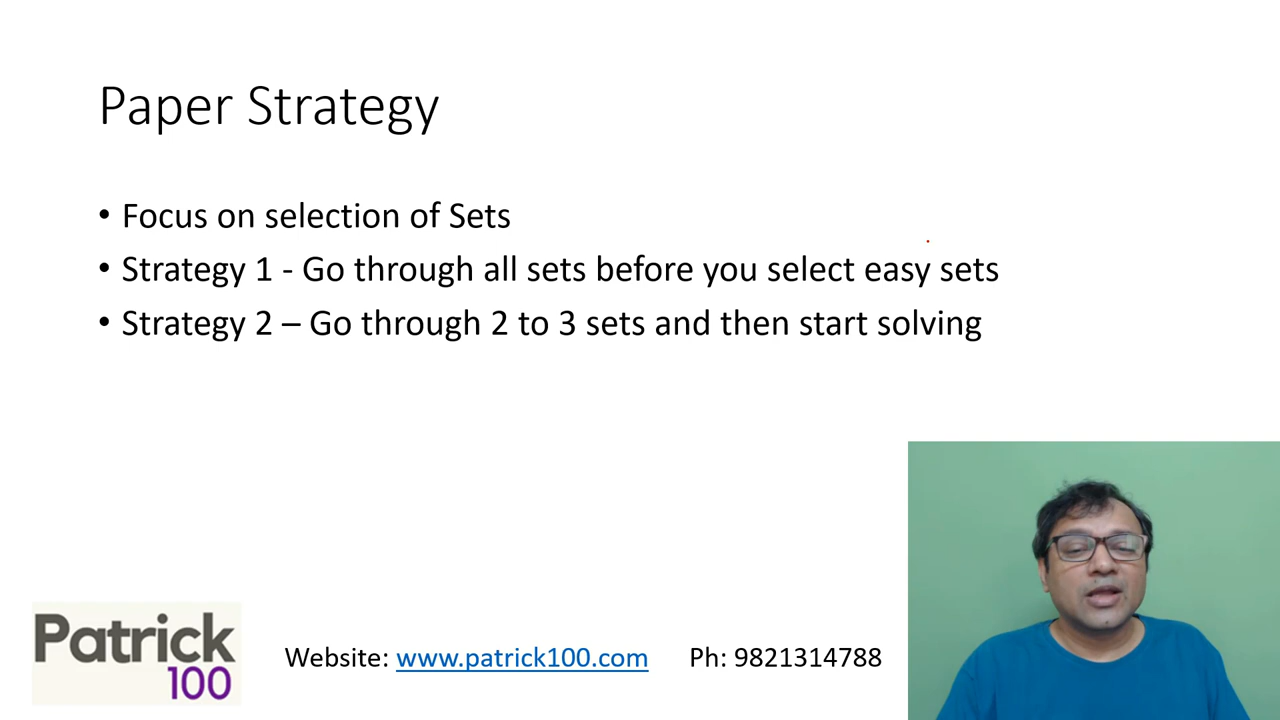 Paper Strategy
• Focus on selection of Sets
• Strategy 1 - Go through all sets before you select easy sets
• Strategy 2 – Go through 2 to 3 sets and then start solving
Patrick
100
Website: www.patrick100.com Ph: 9821314788